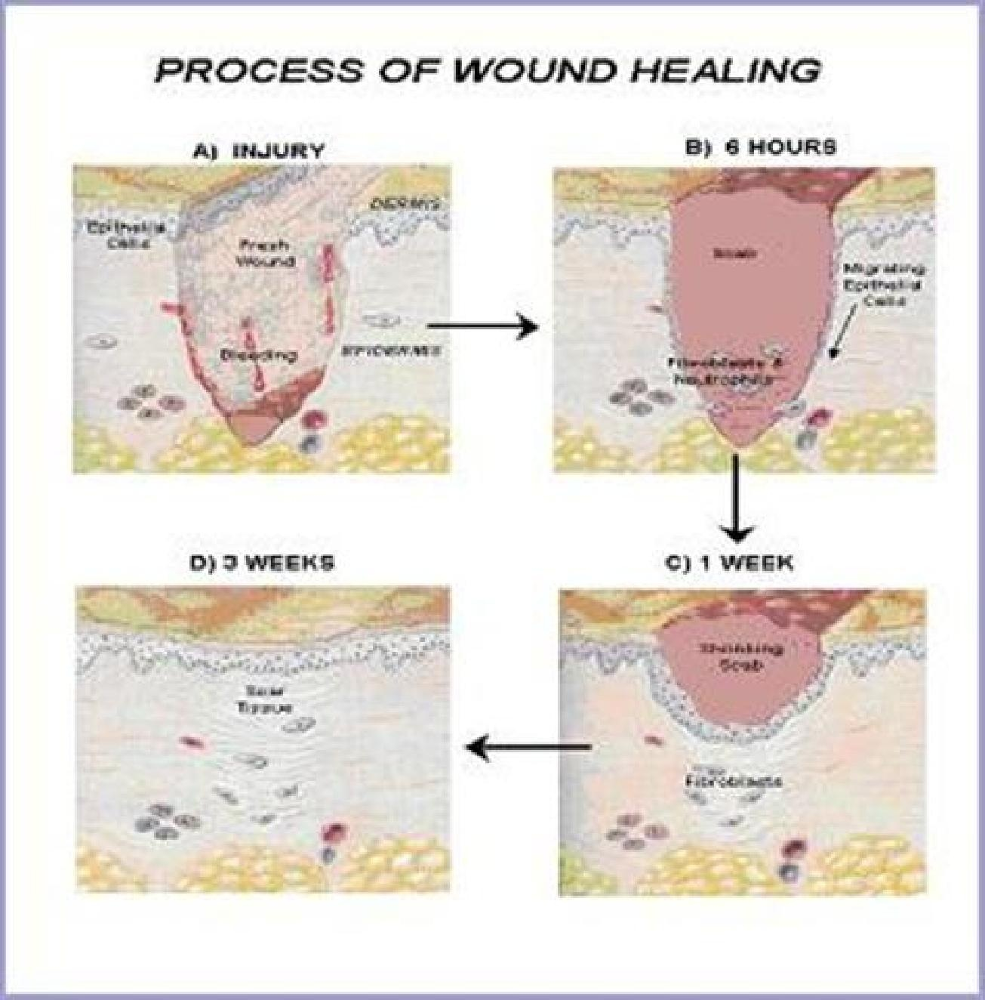 PROCESS OF WOUND HEALING
A) INJURY
DERMIS
Epithelial
Cells
Fresh
Wound
Bleeding
EPIDERMIS
B) 6 HOURS
Scab
Migrating
Epithelial
Cells
Fibroblasts &
Neutrophils
D) 3 WEEKS
Scar
Tissue
C) 1 WEEK
Shrinking
Scab
Fibroblasts